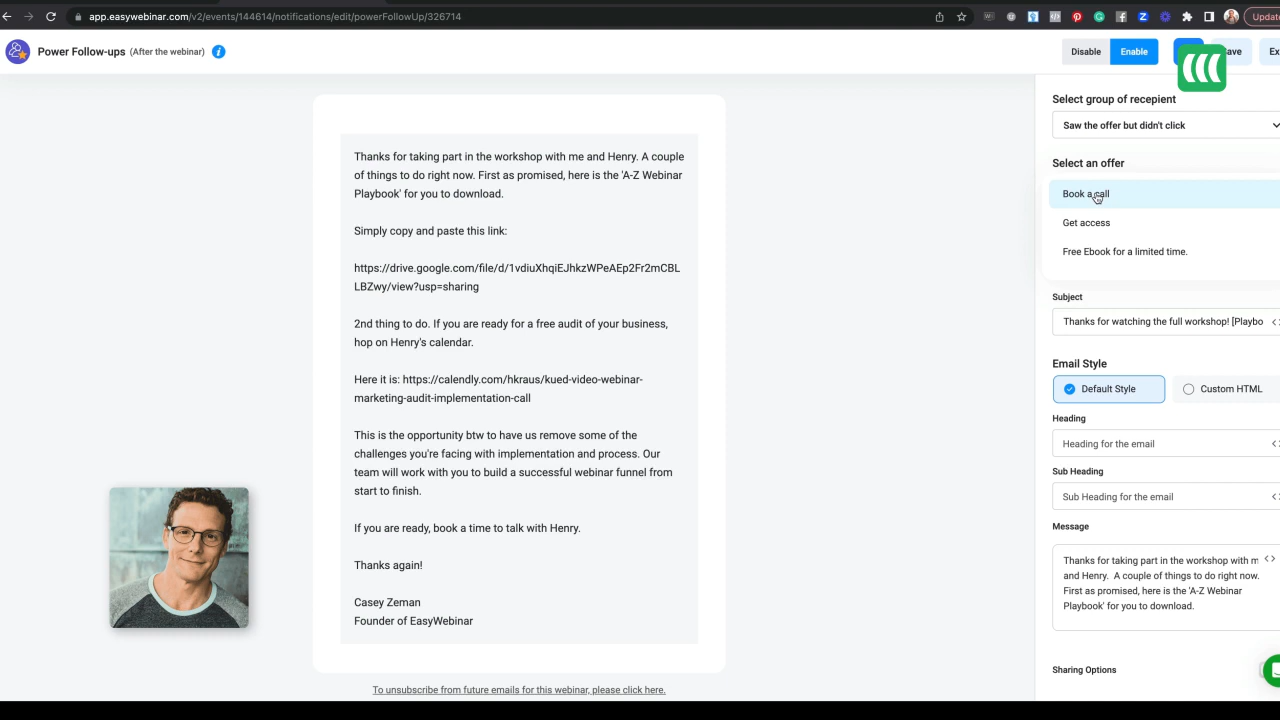 app.easywebinar.com/v2/events/144614/notifications/edit/powerFollowUp/326714
Update
Power Follow-ups (After the webinar)
Disable
Enable
Select group of recepient
Saw the offer but didn't click
Select an offer
Book a call
Get access
Free Ebook for a limited time.
Subject
Thanks for watching the full workshop! [Playbo
Email Style
Default Style
Custom HTML
Heading
Heading for the email
Sub Heading
Sub Heading for the email
Message
Thanks for taking part in the workshop with m
and Henry. A couple of things to do right now.
First as promised, here is the 'A-Z Webinar
Playbook' for you to download.
Sharing Options
Thanks for taking part in the workshop with me and Henry. A couple
of things to do right now. First as promised, here is the 'A-Z Webinar
Playbook' for you to download.
Simply copy and paste this link:
https://drive.google.com/file/d/1vdiuXhqiEJhkzWPeAEp2Fr2mCBL
LBZwy/view?usp=sharing
2nd thing to do. If you are ready for a free audit of your business,
hop on Henry's calendar.
Here it is: https://calendly.com/hkraus/kued-video-webinar-
marketing-audit-implementation-call
This is the opportunity btw to have us remove some of the
challenges you're facing with implementation and process. Our
team will work with you to build a successful webinar funnel from
start to finish.
If you are ready, book a time to talk with Henry.
Thanks again!
Casey Zeman
Founder of EasyWebinar
To unsubscribe from future emails for this webinar, please click here.